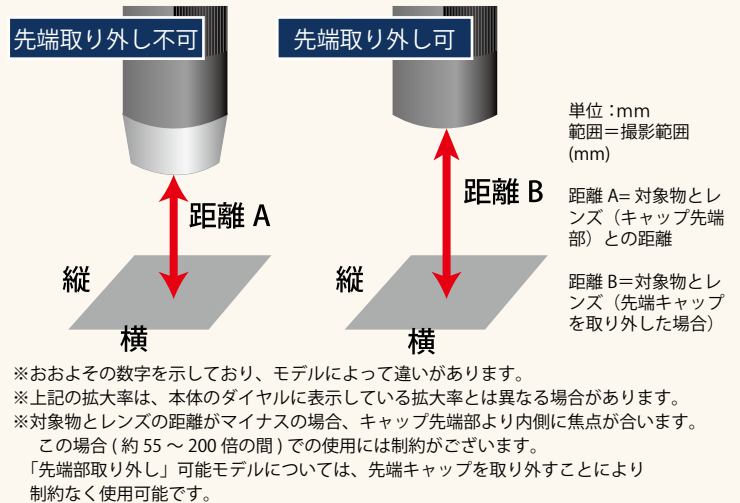 先端取り外し不可
先端取り外し可
距離 A
縦
横
距離 B
縦
横
単位：mm
範囲＝撮影範囲
(mm)
距離 A= 対象物とレ
ンズ（キャップ先端
部）との距離
距離 B＝対象物とレ
ンズ（先端キャップ
を取り外した場合）
※おおよその数字を示しており、モデルによって違いがあります。
※上記の拡大率は、本体のダイヤルに表示している拡大率とは異なる場合があります。
※対象物とレンズの距離がマイナスの場合、キャップ先端部より内側に焦点が合います。
この場合 ( 約 55 ～ 200 倍の間 ) での使用には制約がございます。
「先端部取り外し」可能モデルについては、先端キャップを取り外すことにより
制約なく使用可能です。